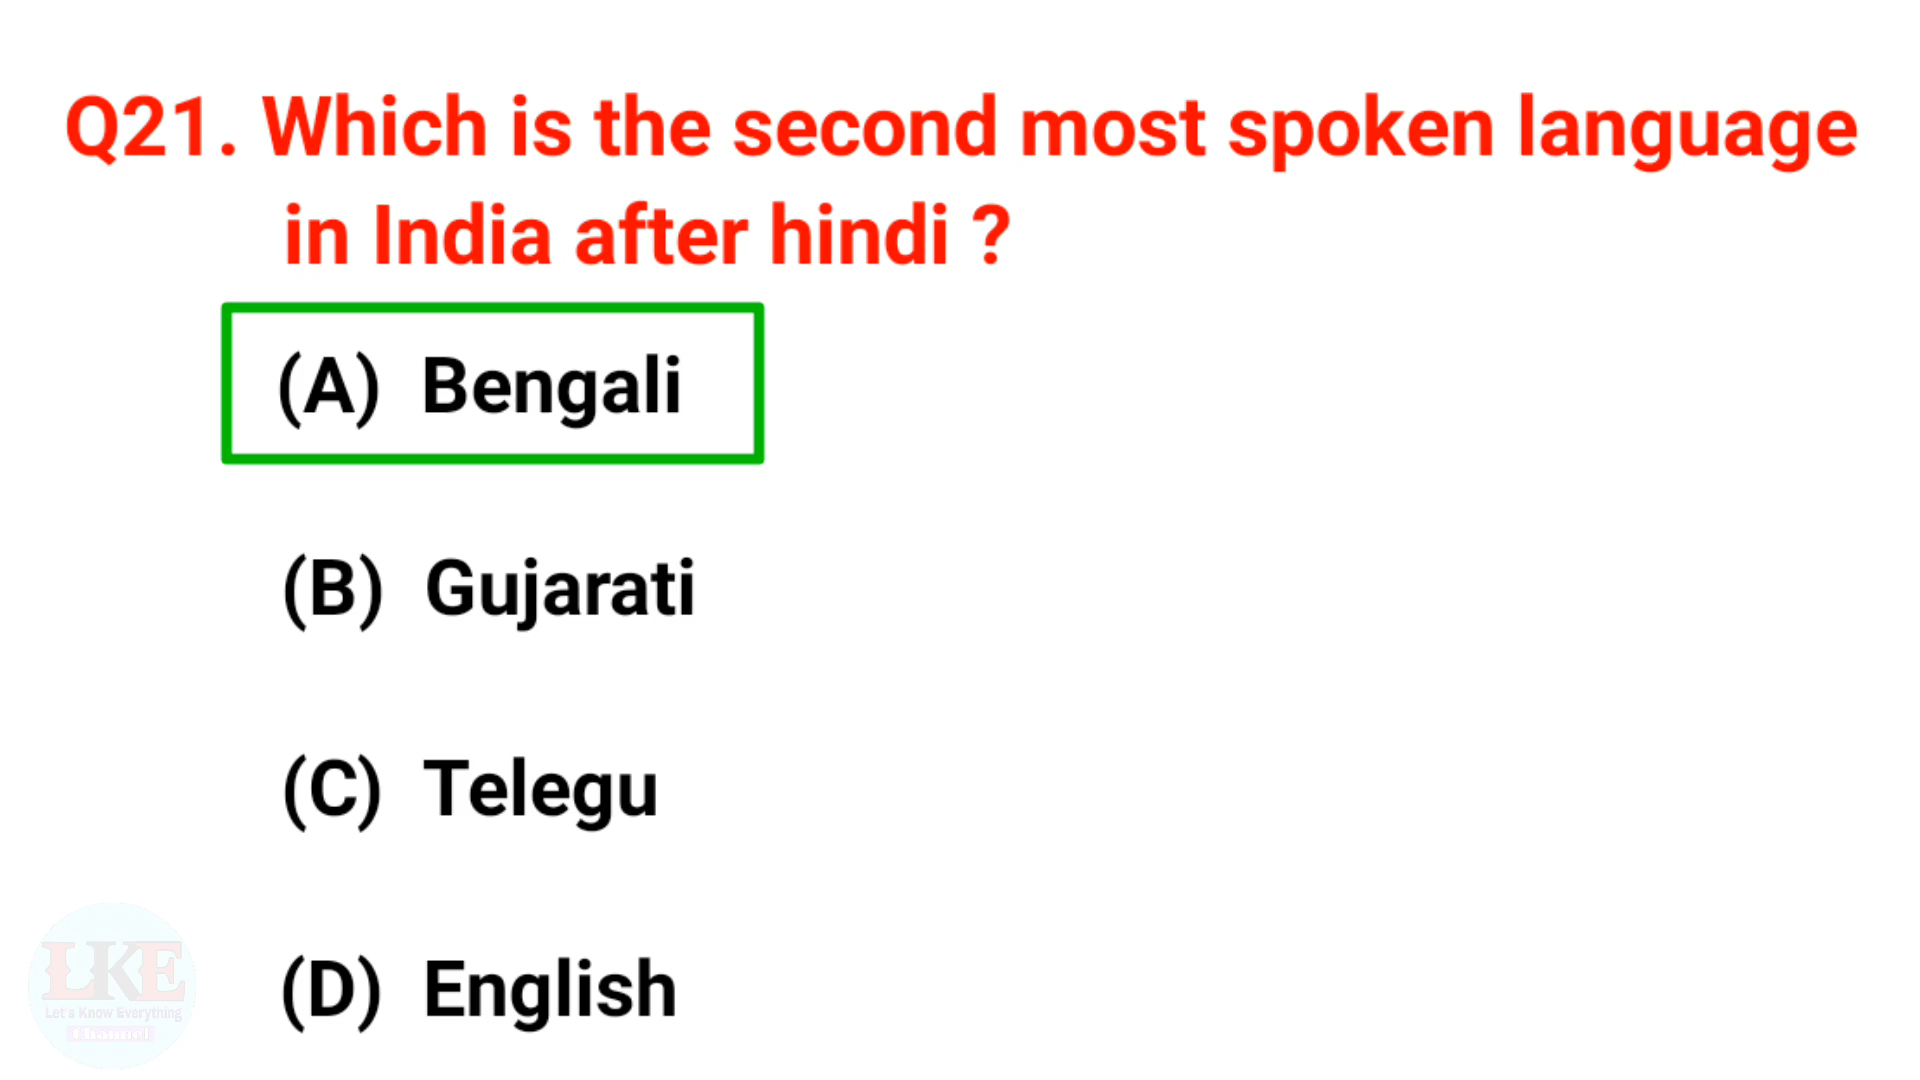 Q21. Which is the second most spoken language
in India after hindi ?
(A) Bengali
(B) Gujarati
(C) Telegu
(D) English
LKE
Let's Know Everything